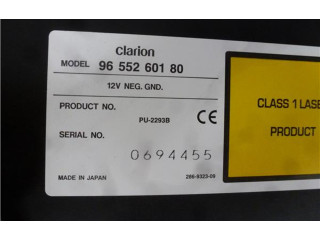 clarion
MODEL 96 552 601 80
12V NEG. GND.
PRODUCT NO.
PU-2293B
CE
SERIAL NO.
0694455
MADE IN JAPAN
286-9323-09
CLASS 1 LASE
PRODUCT